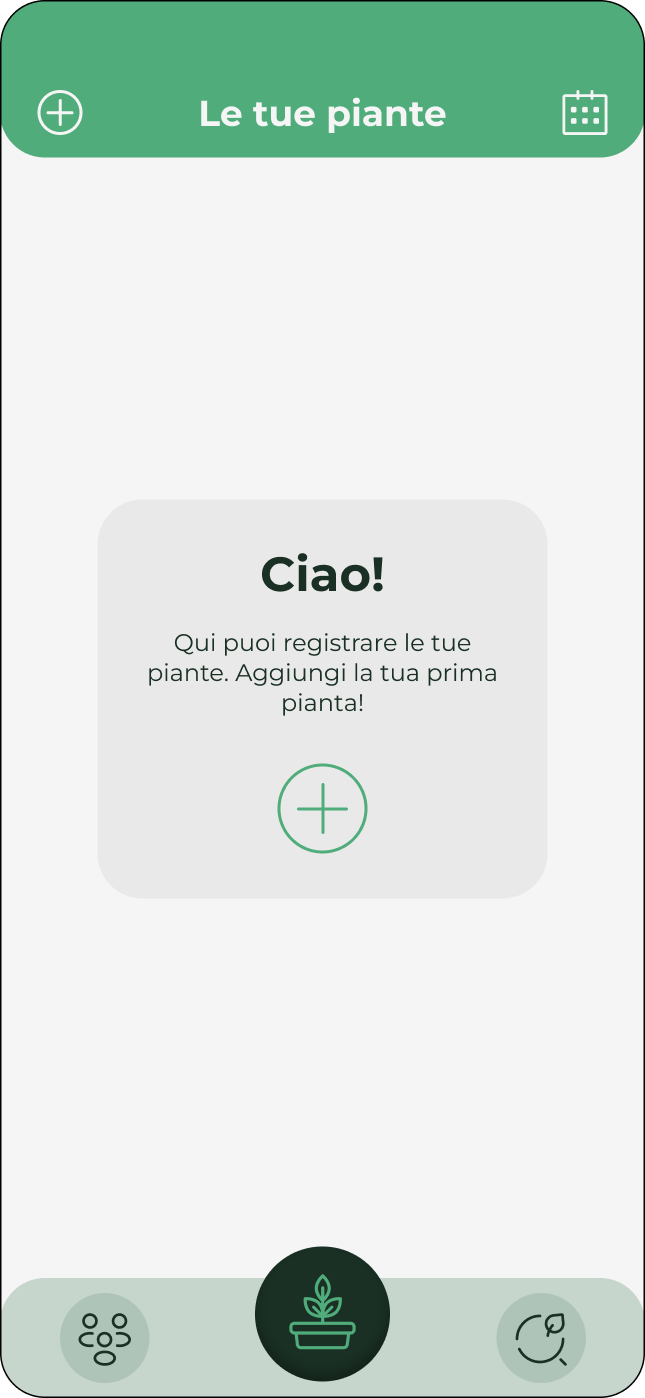 Le tue piante
Ciao!
Qui puoi registrare le tue
piante. Aggiungi la tua prima
pianta!